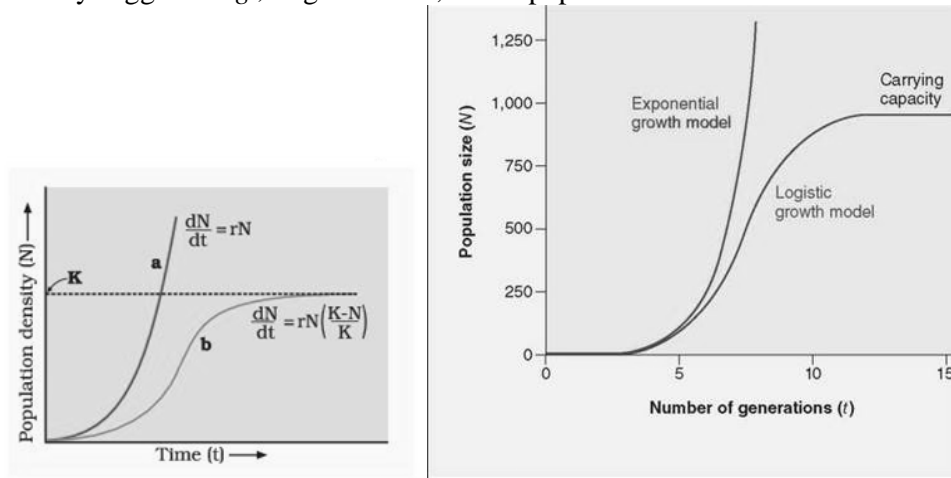 1,250
1,000
750
500
250
0
Population size (N)
Exponential
growth model
Carrying
capacity
Logistic
growth model
0
5
10
15
Number of generations (t)
Population density (N)
K
a
dN/dt = rN
b
dN/dt = rN(K-N/K)
Time (t)